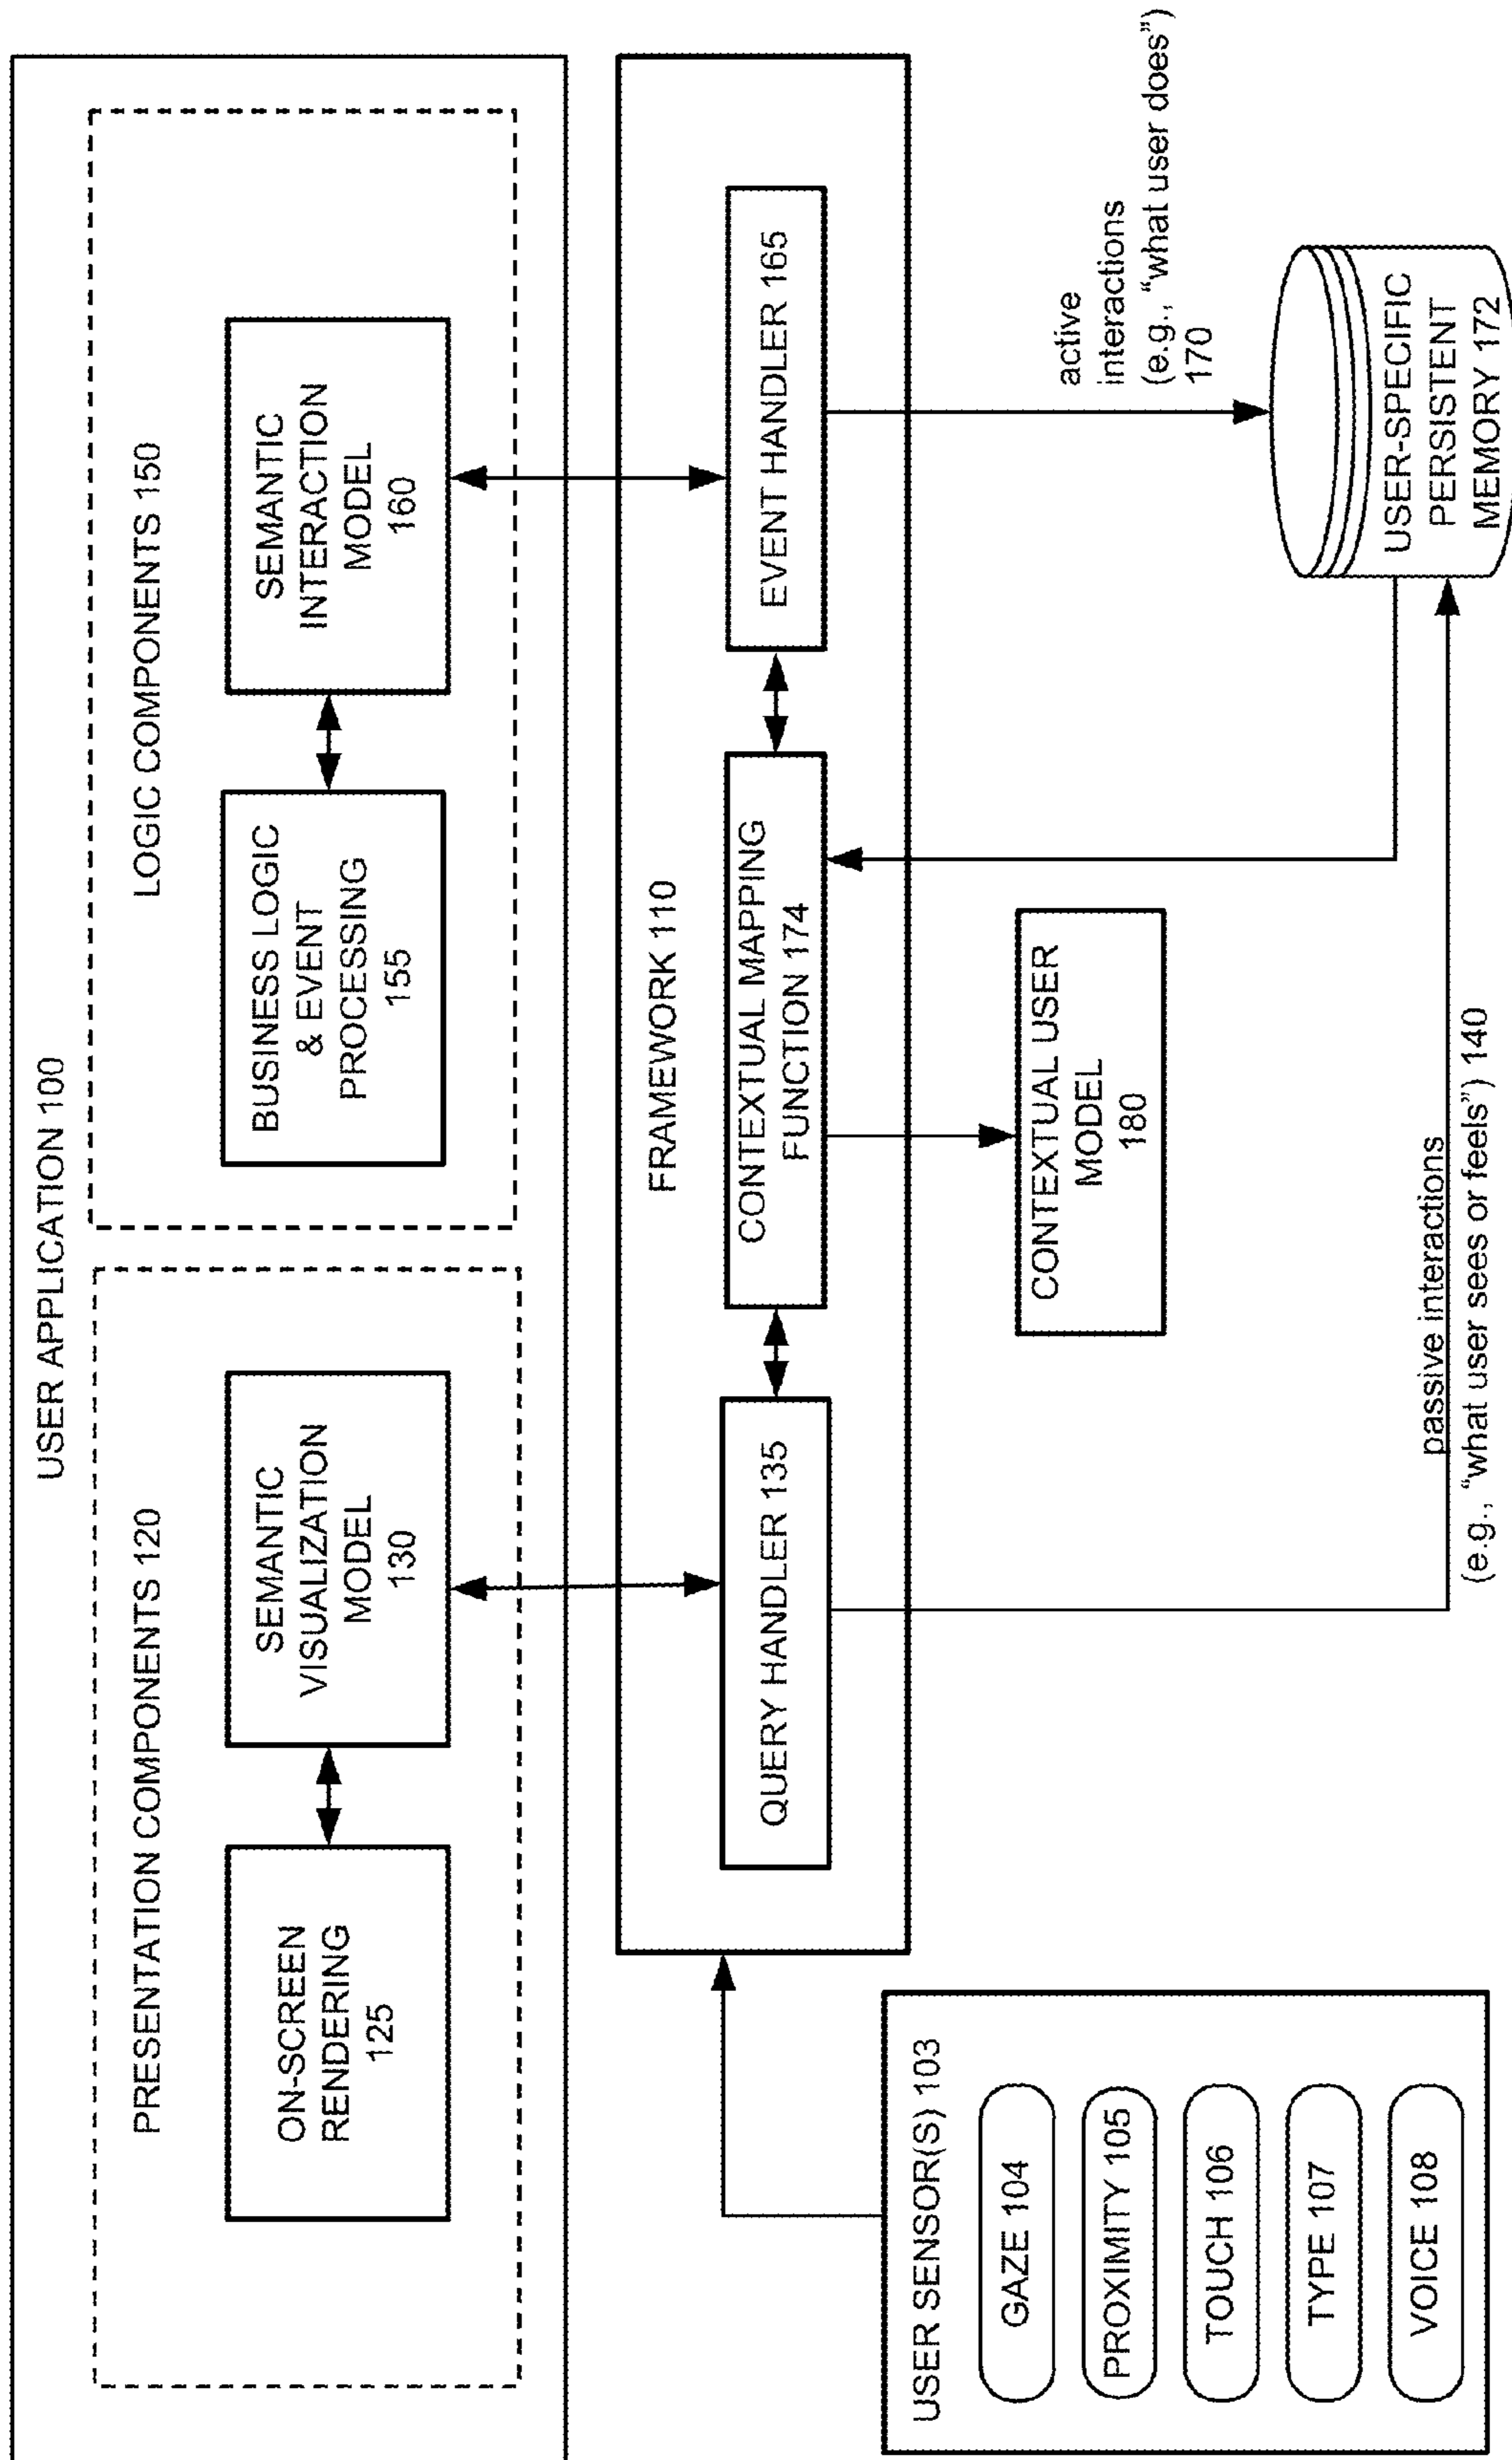 USER APPLICATION 100
PRESENTATION COMPONENTS 120
ON-SCREEN
RENDERING
125
SEMANTIC
VISUALIZATION
MODEL
130
LOGIC COMPONENTS 150
BUSINESS LOGIC
& EVENT
PROCESSING
155
SEMANTIC
INTERACTION
MODEL
160
FRAMEWORK 110
QUERY HANDLER 135
CONTEXTUAL MAPPING
FUNCTION 174
EVENT HANDLER 165
USER SENSOR(S) 103
GAZE 104
PROXIMITY 105
TOUCH 106
TYPE 107
VOICE 108
CONTEXTUAL USER
MODEL
180
active
interactions
(e.g., “what user does”)
170
passive interactions
(e.g., “what user sees or feels”) 140
USER-SPECIFIC
PERSISTENT
MEMORY 172